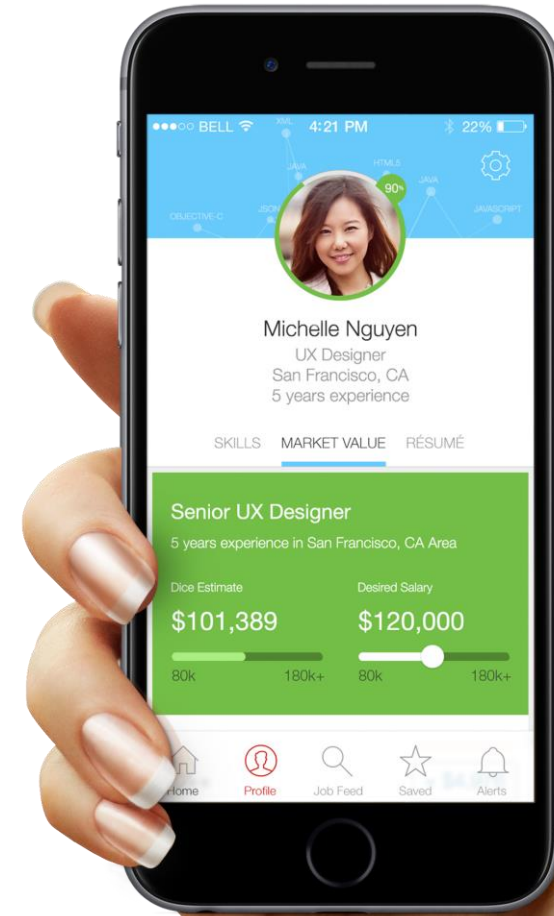 ●●●○○ BELL 4:21 PM 22%
XML
JAVA
HTML5
90%
JAVA
OBJECTIVE-C
JSON
JAVASCRIPT
Michelle Nguyen
UX Designer
San Francisco, CA
5 years experience
SKILLS MARKET VALUE RÉSUMÉ
Senior UX Designer
5 years experience in San Francisco, CA Area
Dice Estimate Desired Salary
$101,389 $120,000
80k 180k+ 80k 180k+
Home Profile Job Feed Saved Alerts